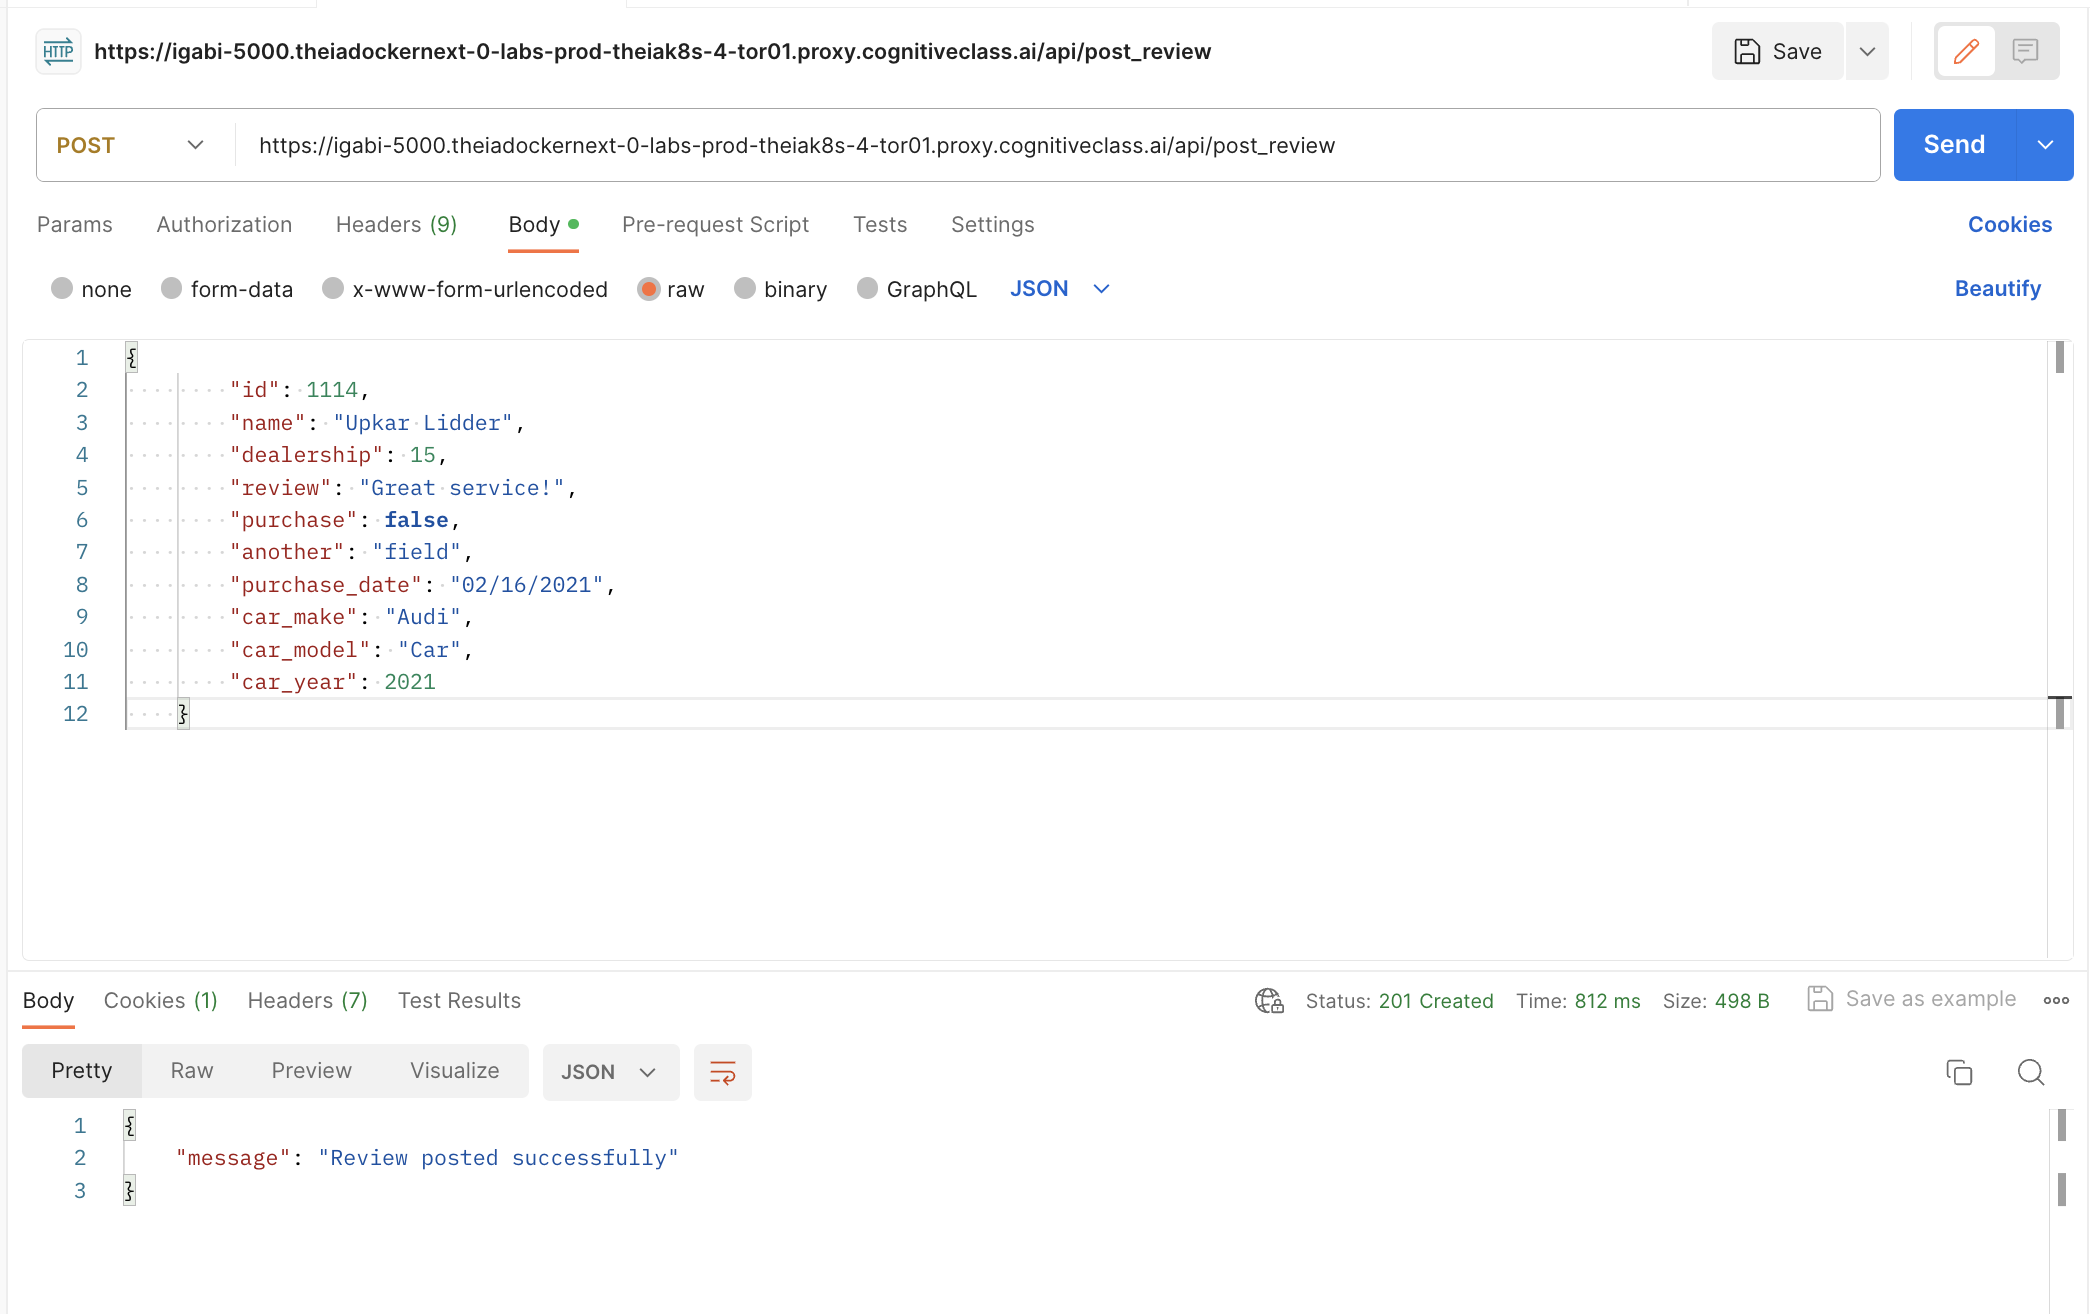 HTTP https://igabi-5000.theiadockernext-0-labs-prod-theiak8s-4-tor01.proxy.cognitiveclass.ai/api/post_review Save
POST https://igabi-5000.theiadockernext-0-labs-prod-theiak8s-4-tor01.proxy.cognitiveclass.ai/api/post_review Send
Params Authorization Headers (9) Body Pre-request Script Tests Settings Cookies
none form-data x-www-form-urlencoded raw binary GraphQL JSON Beautify
1 {
2 "id": 1114,
3 "name": "Upkar Lidder",
4 "dealership": 15,
5 "review": "Great service!",
6 "purchase": false,
7 "another": "field",
8 "purchase_date": "02/16/2021",
9 "car_make": "Audi",
10 "car_model": "Car",
11 "car_year": 2021
12 }
Body Cookies (1) Headers (7) Test Results Status: 201 Created Time: 812 ms Size: 498 B Save as example
Pretty Raw Preview Visualize JSON
1 {
2 "message": "Review posted successfully"
3 }